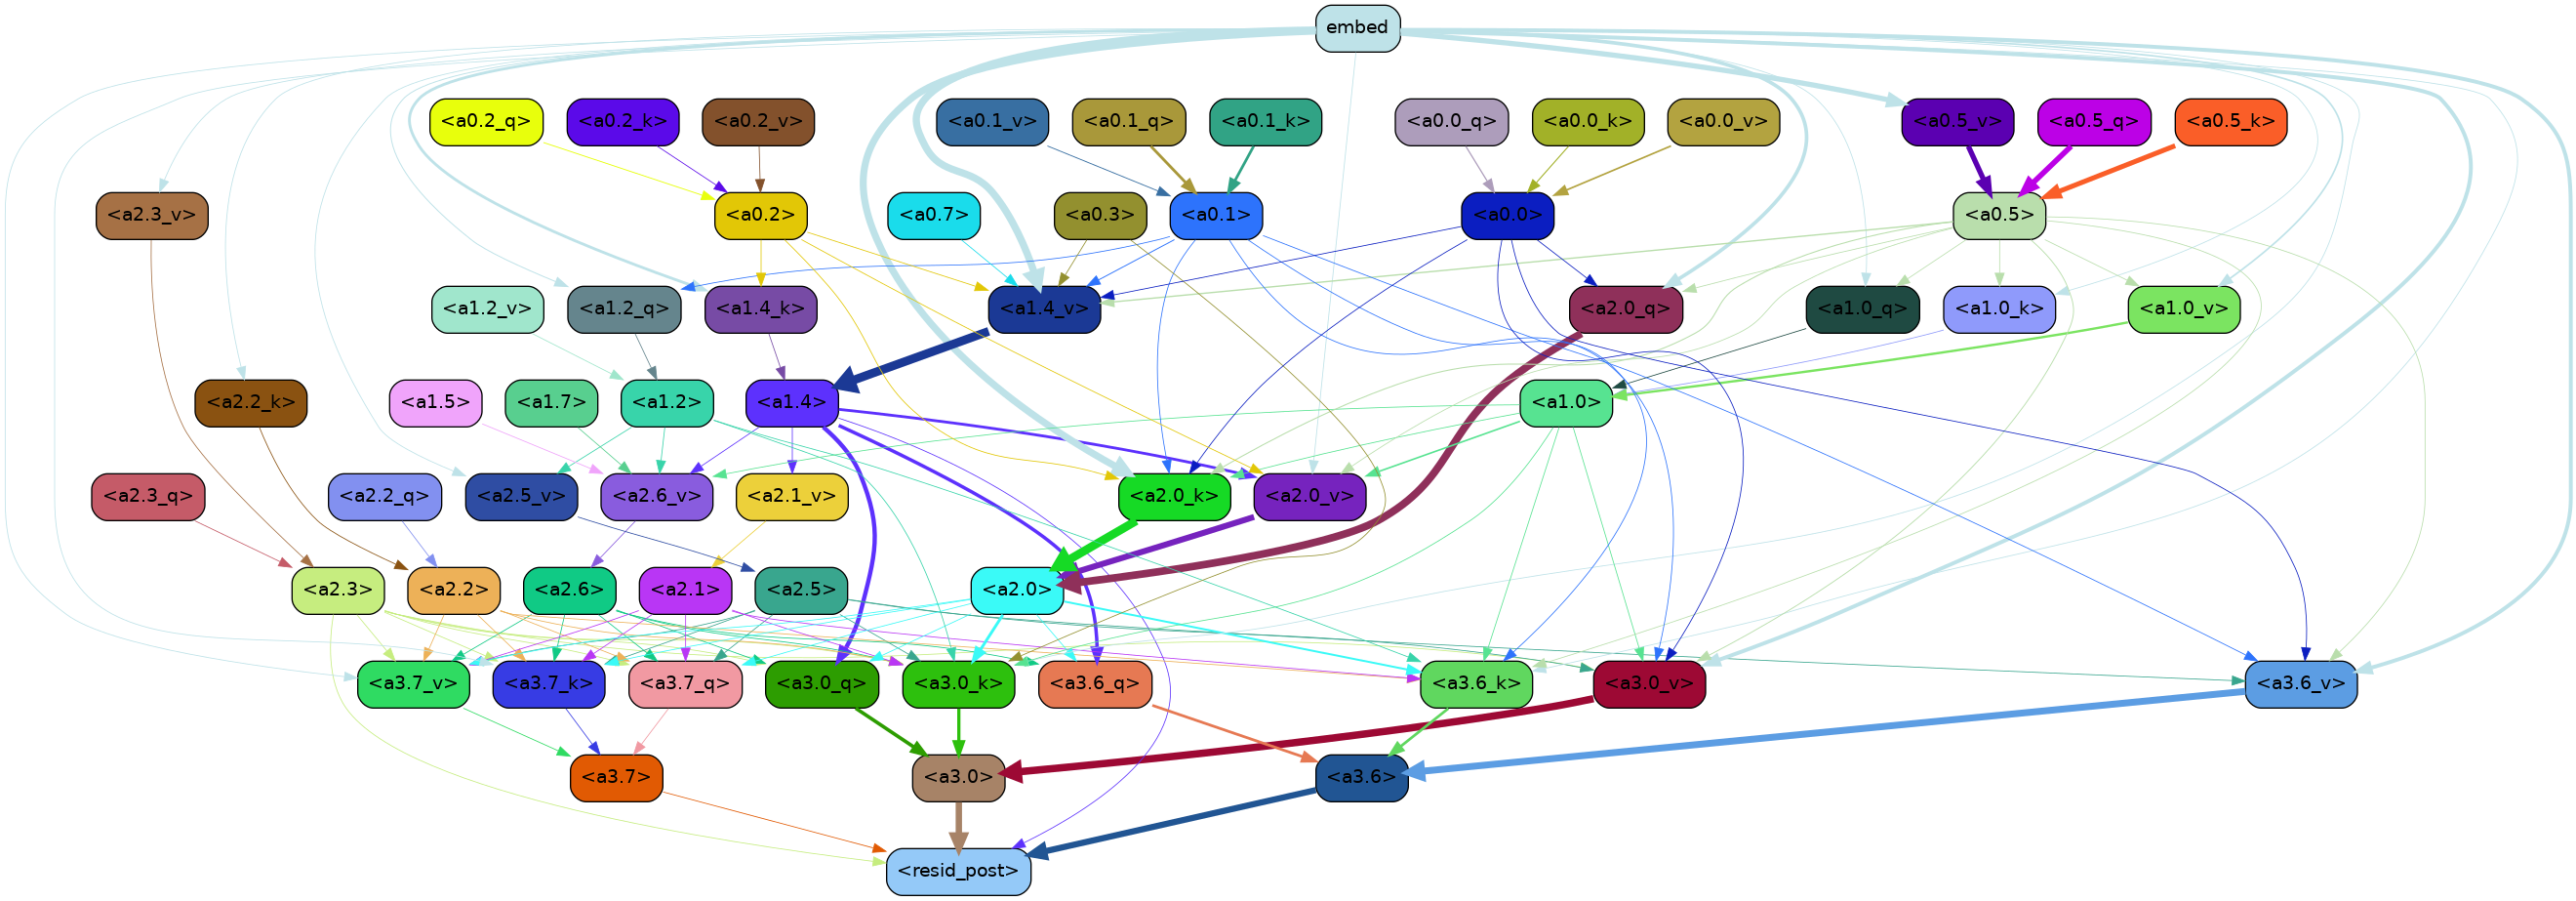 embed
<a0.2_q> <a0.2_k> <a0.2_v> <a0.1_v> <a0.1_q> <a0.1_k> <a0.0_q> <a0.0_k> <a0.0_v> <a0.5_v> <a0.5_q> <a0.5_k>
<a2.3_v> <a0.2> <a0.7> <a0.3> <a0.1> <a0.0> <a0.5>
<a1.2_v> <a1.2_q> <a1.4_k> <a1.4_v> <a2.0_q> <a1.0_q> <a1.0_k> <a1.0_v>
<a2.2_k> <a1.5> <a1.7> <a1.2> <a1.4> <a1.0>
<a2.3_q> <a2.2_q> <a2.5_v> <a2.6_v> <a2.1_v> <a2.0_k> <a2.0_v>
<a2.3> <a2.2> <a2.6> <a2.1> <a2.5> <a2.0>
<a3.7_v> <a3.7_k> <a3.7_q> <a3.0_q> <a3.0_k> <a3.6_q> <a3.6_k> <a3.0_v> <a3.6_v>
<a3.7> <a3.0> <a3.6>
<resid_post>